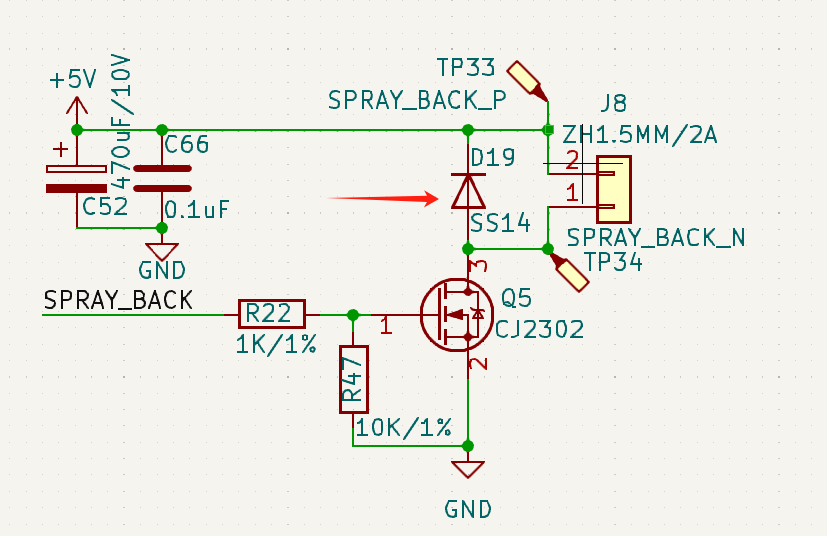 TP33
+5V
470uF/10V
SPRAY_BACK_P
J8
ZH1.5MM/2A
+
C66
D19
2
1
C52
0.1uF
SS14
SPRAY_BACK_N
TP34
GND
3
SPRAY_BACK
R22
Q5
1
CJ2302
1K/1%
2
R47
10K/1%
GND